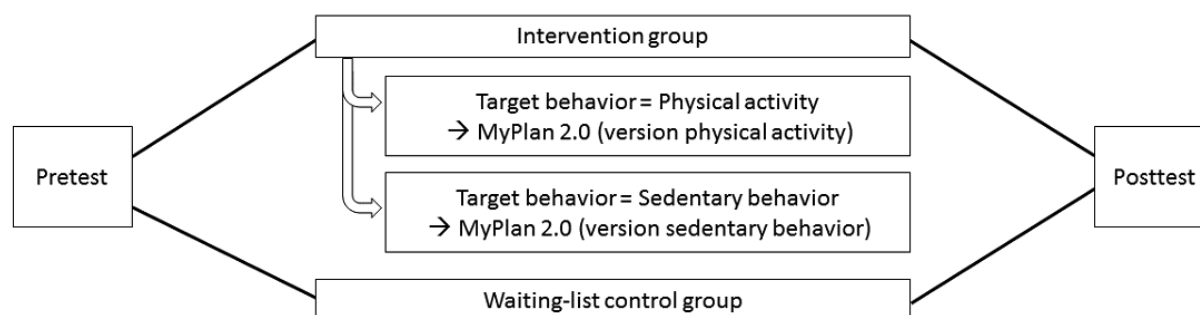 Intervention group
Target behavior = Physical activity
→ MyPlan 2.0 (version physical activity)
Pretest
Posttest
Target behavior = Sedentary behavior
→ MyPlan 2.0 (version sedentary behavior)
Waiting-list control group